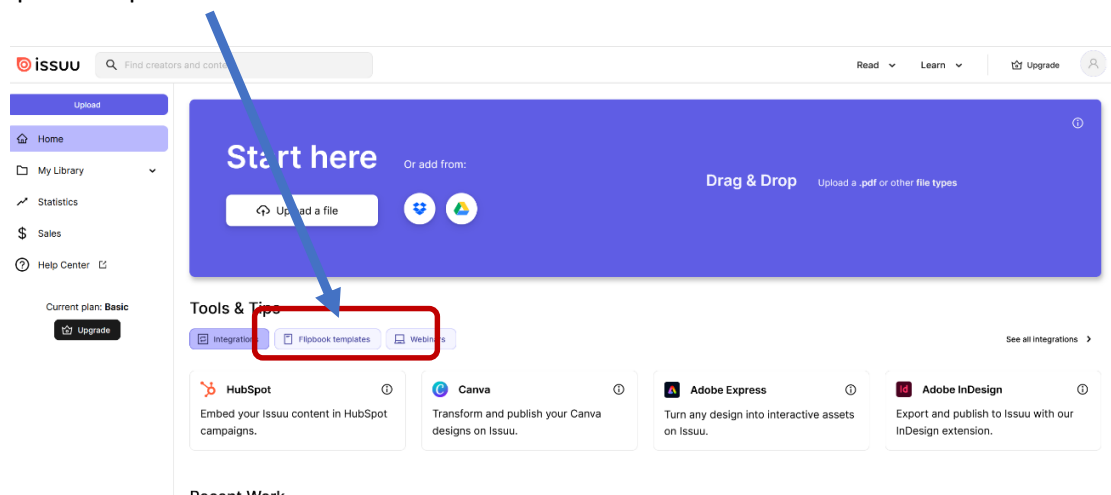 issuu
Find creators and content
Read
Learn
Upgrade
Upload
Home
My Library
Statistics
$ Sales
Help Center
Current plan: Basic
Upgrade
Start here
Or add from:
Upload a file
Drag & Drop
Upload a .pdf or other file types
Tools & Tips
Integrations
Flipbook templates
Webinars
See all integrations
HubSpot
Embed your Issuu content in HubSpot
campaigns.
C Canva
Transform and publish your Canva
designs on Issuu.
Adobe Express
Turn any design into interactive assets
on Issuu.
Id Adobe InDesign
Export and publish to Issuu with our
InDesign extension.
Recent Work